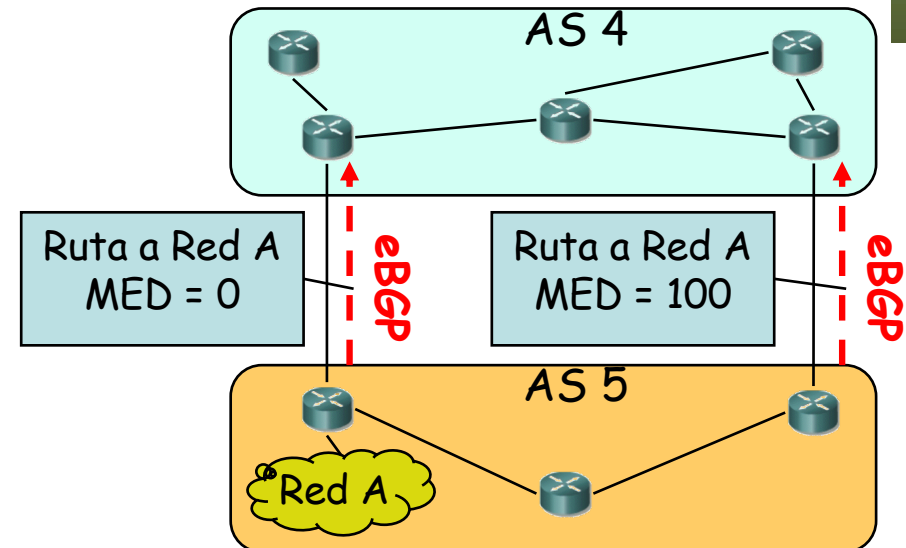 AS 4
Ruta a Red A
MED = 0
eBGP
Ruta a Red A
MED = 100
eBGP
AS 5
Red A